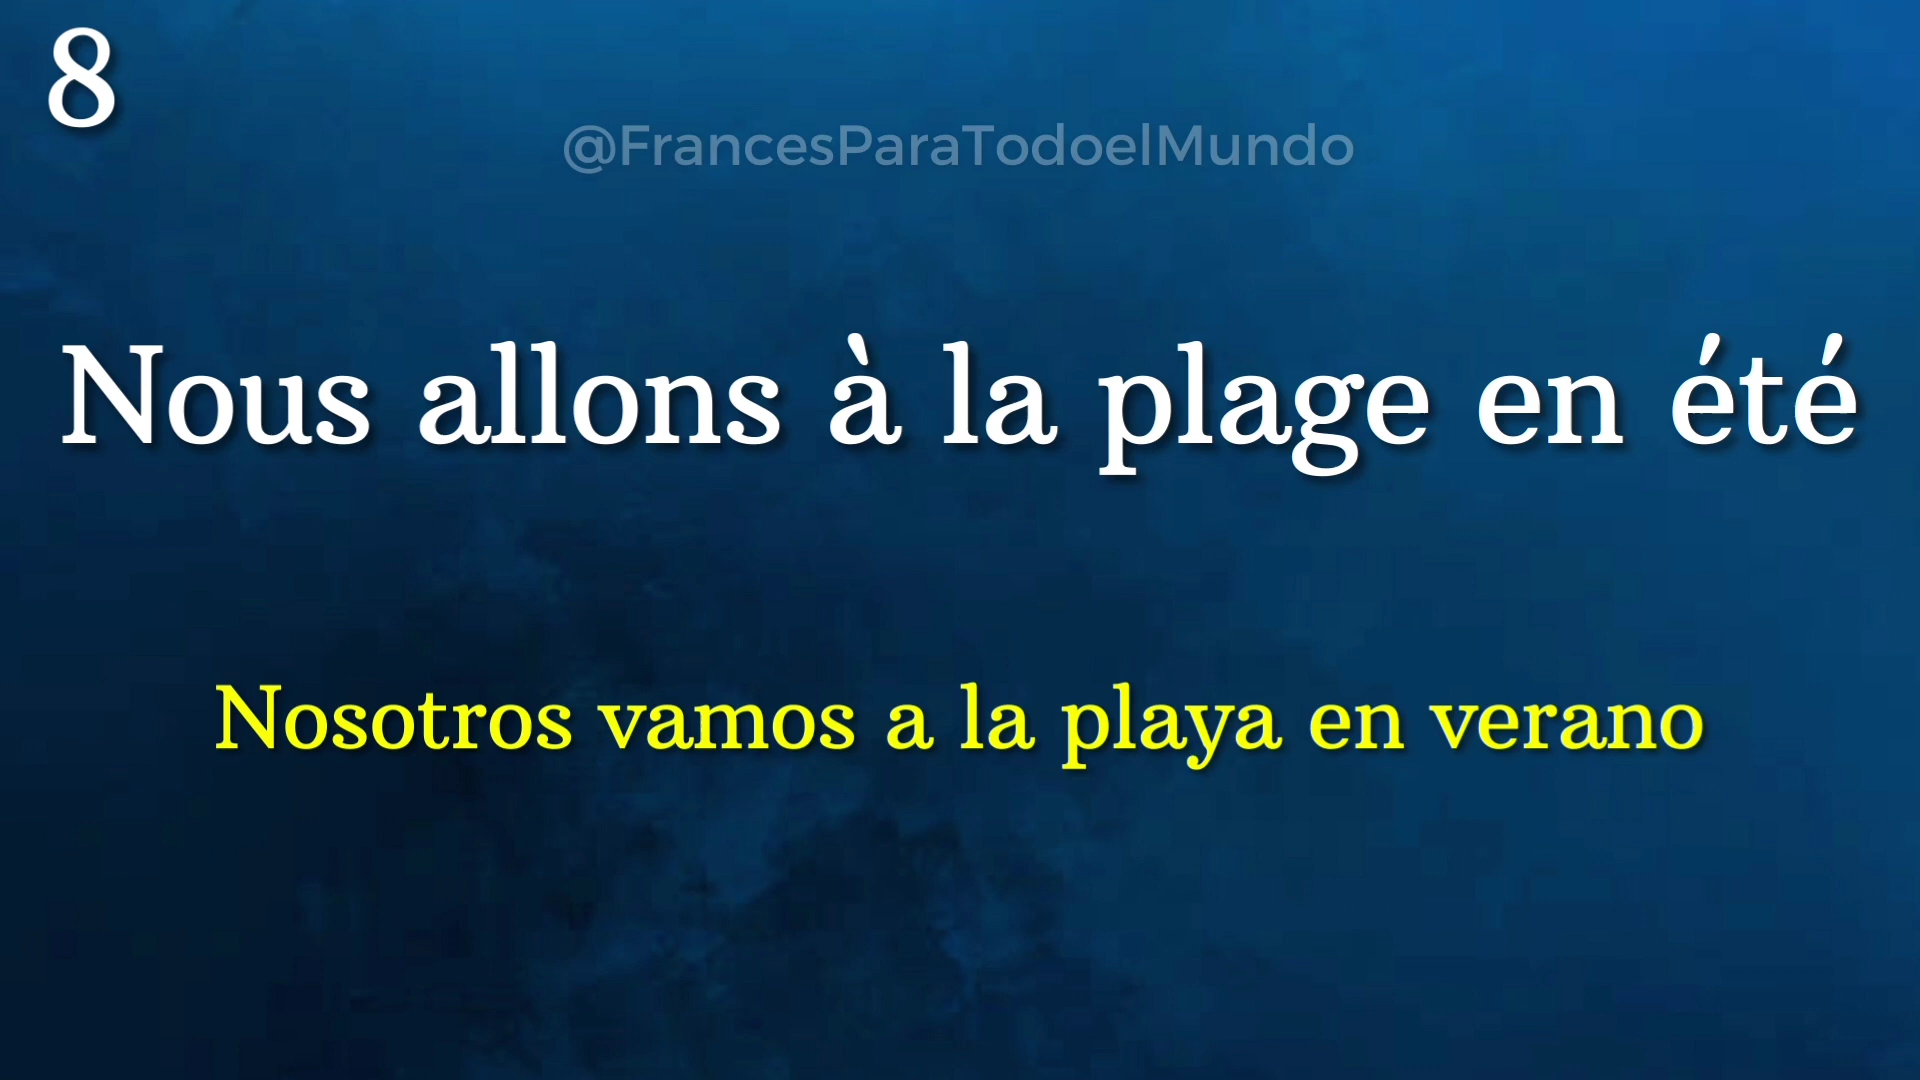 8
@FrancesParaTodoelMundo
Nous allons à la plage en été
Nosotros vamos a la playa en verano